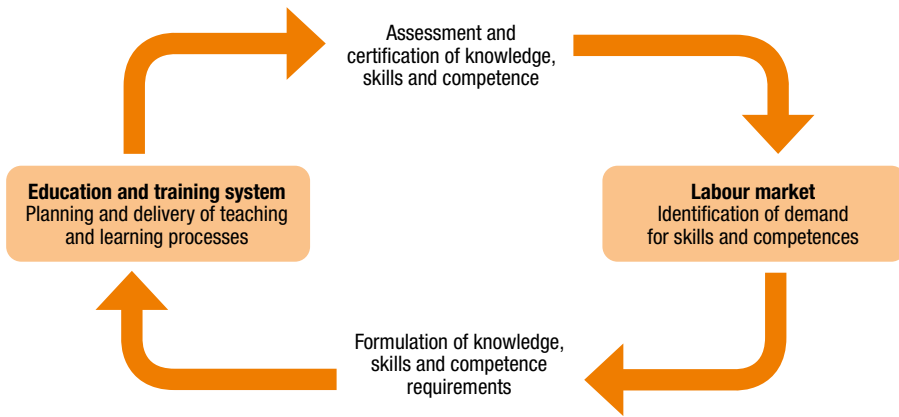 Assessment and
certification of knowledge,
skills and competence
Education and training system
Planning and delivery of teaching
and learning processes
Labour market
Identification of demand
for skills and competences
Formulation of knowledge,
skills and competence
requirements